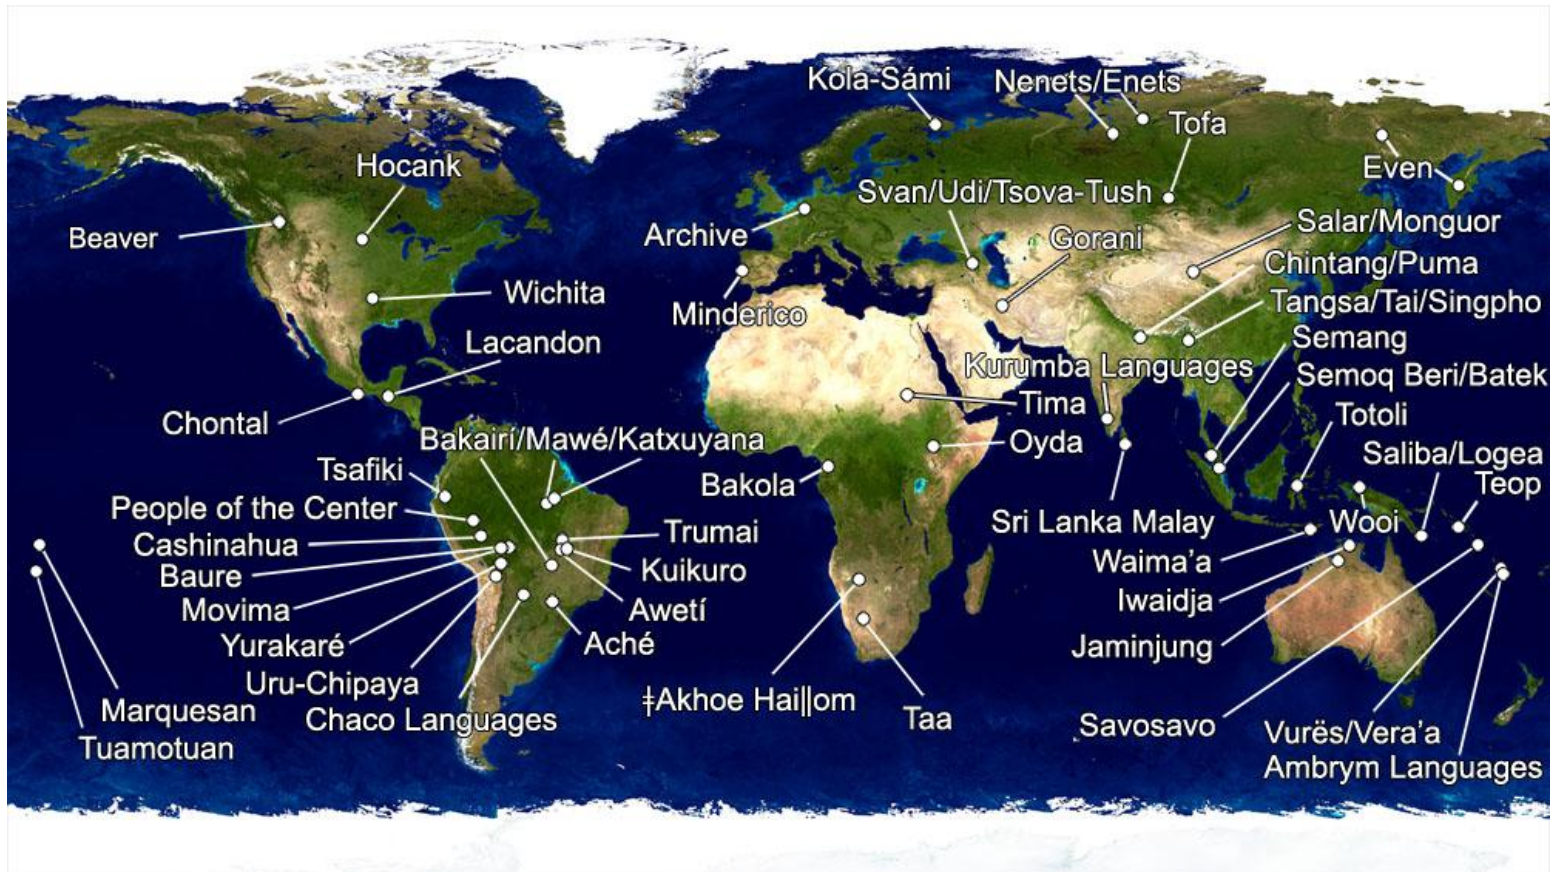 Kola-Sámi
Nenets/Enets
Tofa
Hocank
Even
Svan/Udi/Tsova-Tush
Beaver
Archive
Gorani
Salar/Monguor
Chintang/Puma
Wichita
Minderico
Tangsa/Tai/Singpho
Lacandon
Semang
Kurumba Languages
Semoq Beri/Batek
Chontal
Tima
Totoli
Bakairí/Mawé/Katxuyana
Oyda
Saliba/Logea
Tsafiki
Bakola
Teop
People of the Center
Trumai
Sri Lanka Malay
Wooi
Cashinahua
Baure
Kuikuro
Waima’a
Movima
Awetí
Iwaidja
Yurakaré
Aché
Jaminjung
Uru-Chipaya
ǂAkhoe Haiǁom
Marquesan
Chaco Languages
Taa
Savosavo
Tuamotuan
Vurës/Vera’a
Ambrym Languages